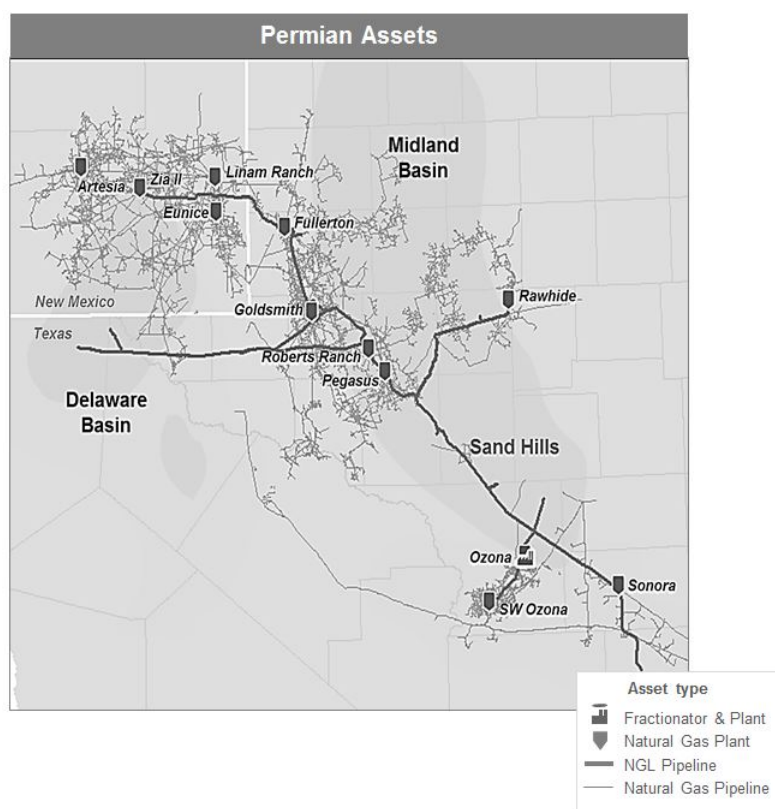 Permian Assets
Midland
Basin
Linam Ranch
Zia II
Artesia
Eunice
Fullerton
Rawhide
New Mexico
Goldsmith
Texas
Roberts Ranch
Pegasus
Delaware
Basin
Sand Hills
Ozona
Sonora
SW Ozona
Asset type
Fractionator & Plant
Natural Gas Plant
NGL Pipeline
Natural Gas Pipeline